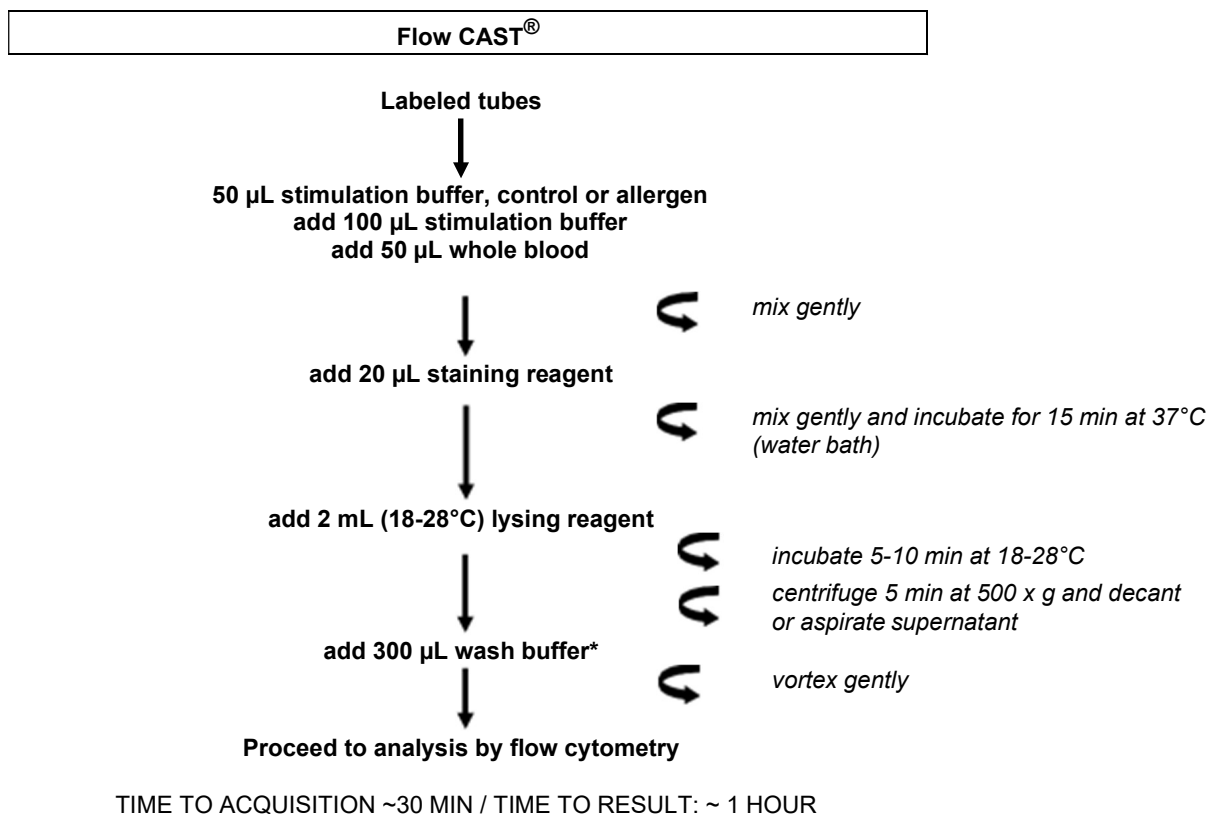 Flow CAST®
Labeled tubes
50 µL stimulation buffer, control or allergen
add 100 µL stimulation buffer
add 50 µL whole blood
mix gently
add 20 µL staining reagent
mix gently and incubate for 15 min at 37°C
(water bath)
add 2 mL (18-28°C) lysing reagent
incubate 5-10 min at 18-28°C
centrifuge 5 min at 500 x g and decant
or aspirate supernatant
add 300 µL wash buffer*
vortex gently
Proceed to analysis by flow cytometry
TIME TO ACQUISITION ~30 MIN / TIME TO RESULT: ~ 1 HOUR